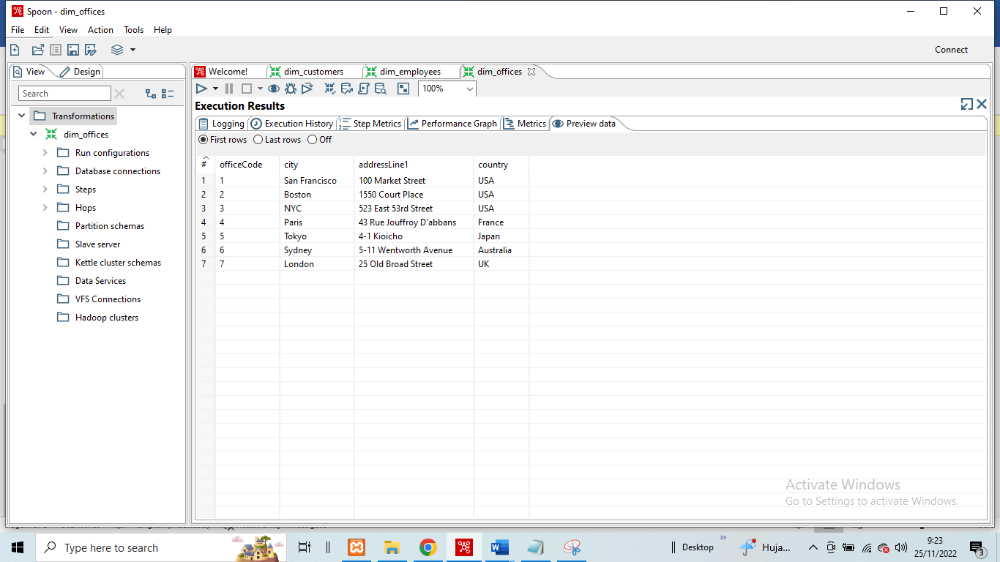 Spoon - dim_offices
File Edit View Action Tools Help
Connect
View Design
Welcome! dim_customers dim_employees dim_offices
Search
100%
Execution Results
Transformations
Logging Execution History Step Metrics Performance Graph Metrics Preview data
dim_offices
First rows Last rows Off
Run configurations
Database connections
Steps
Hops
Partition schemas
Slave server
Kettle cluster schemas
Data Services
VFS Connections
Hadoop clusters
# officeCode city addressLine1 country
1 1 San Francisco 100 Market Street USA
2 2 Boston 1550 Court Place USA
3 3 NYC 523 East 53rd Street USA
4 4 Paris 43 Rue Jouffroy D'abbans France
5 5 Tokyo 4-1 Kioicho Japan
6 6 Sydney 5-11 Wentworth Avenue Australia
7 7 London 25 Old Broad Street UK
Activate Windows
Go to Settings to activate Windows.
Type here to search
Desktop
Huja...
9:23
25/11/2022
3